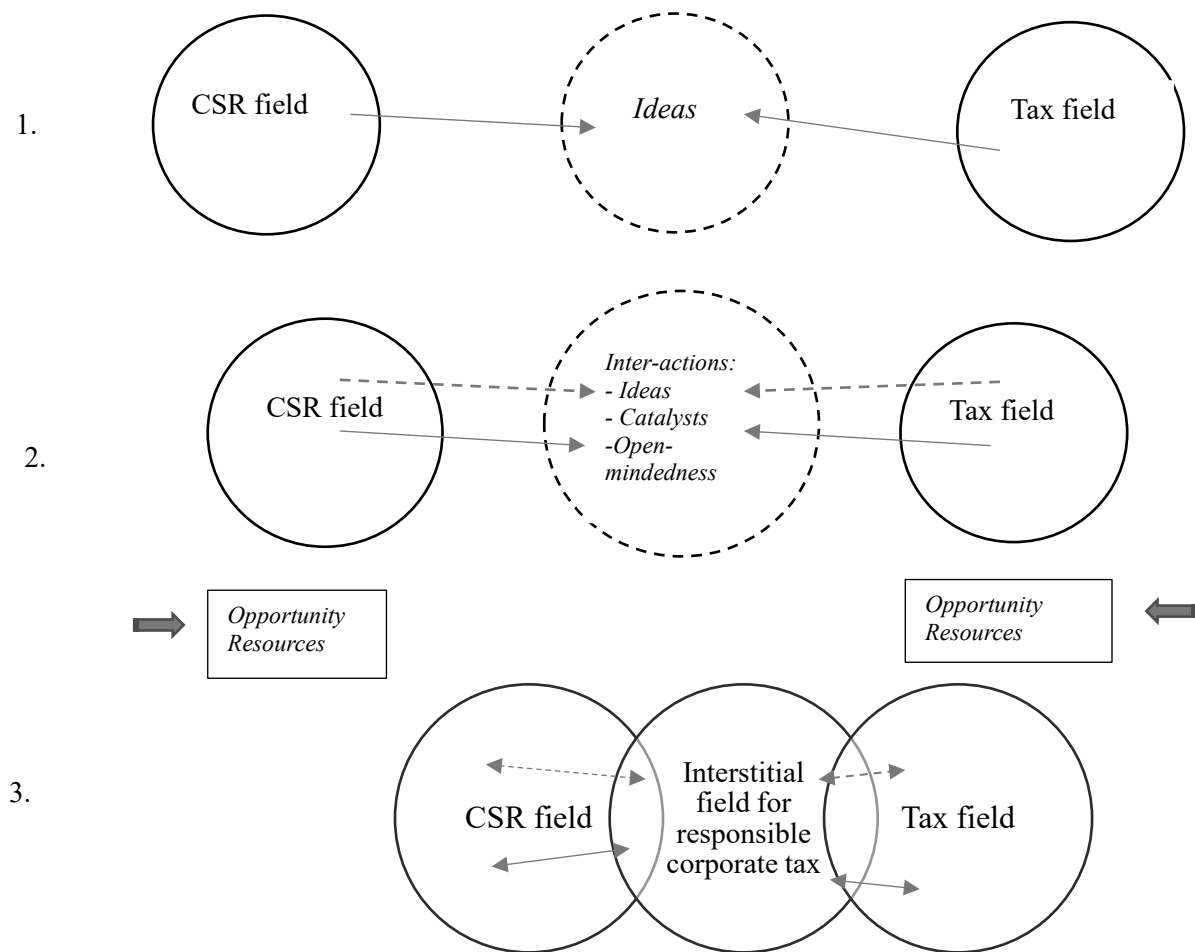 1.
CSR field
Ideas
Tax field
2.
CSR field
Inter-actions:
- Ideas
- Catalysts
-Open-
mindedness
Tax field
Opportunity
Resources
Opportunity
Resources
3.
CSR field
Interstitial
field for
responsible
corporate tax
Tax field